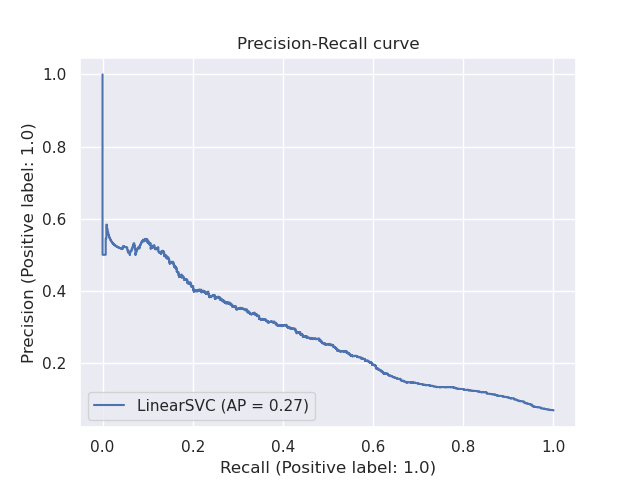 Precision-Recall curve
1.0
0.8
0.6
0.4
0.2
Precision (Positive label: 1.0)
LinearSVC (AP = 0.27)
0.0 0.2 0.4 0.6 0.8 1.0
Recall (Positive label: 1.0)